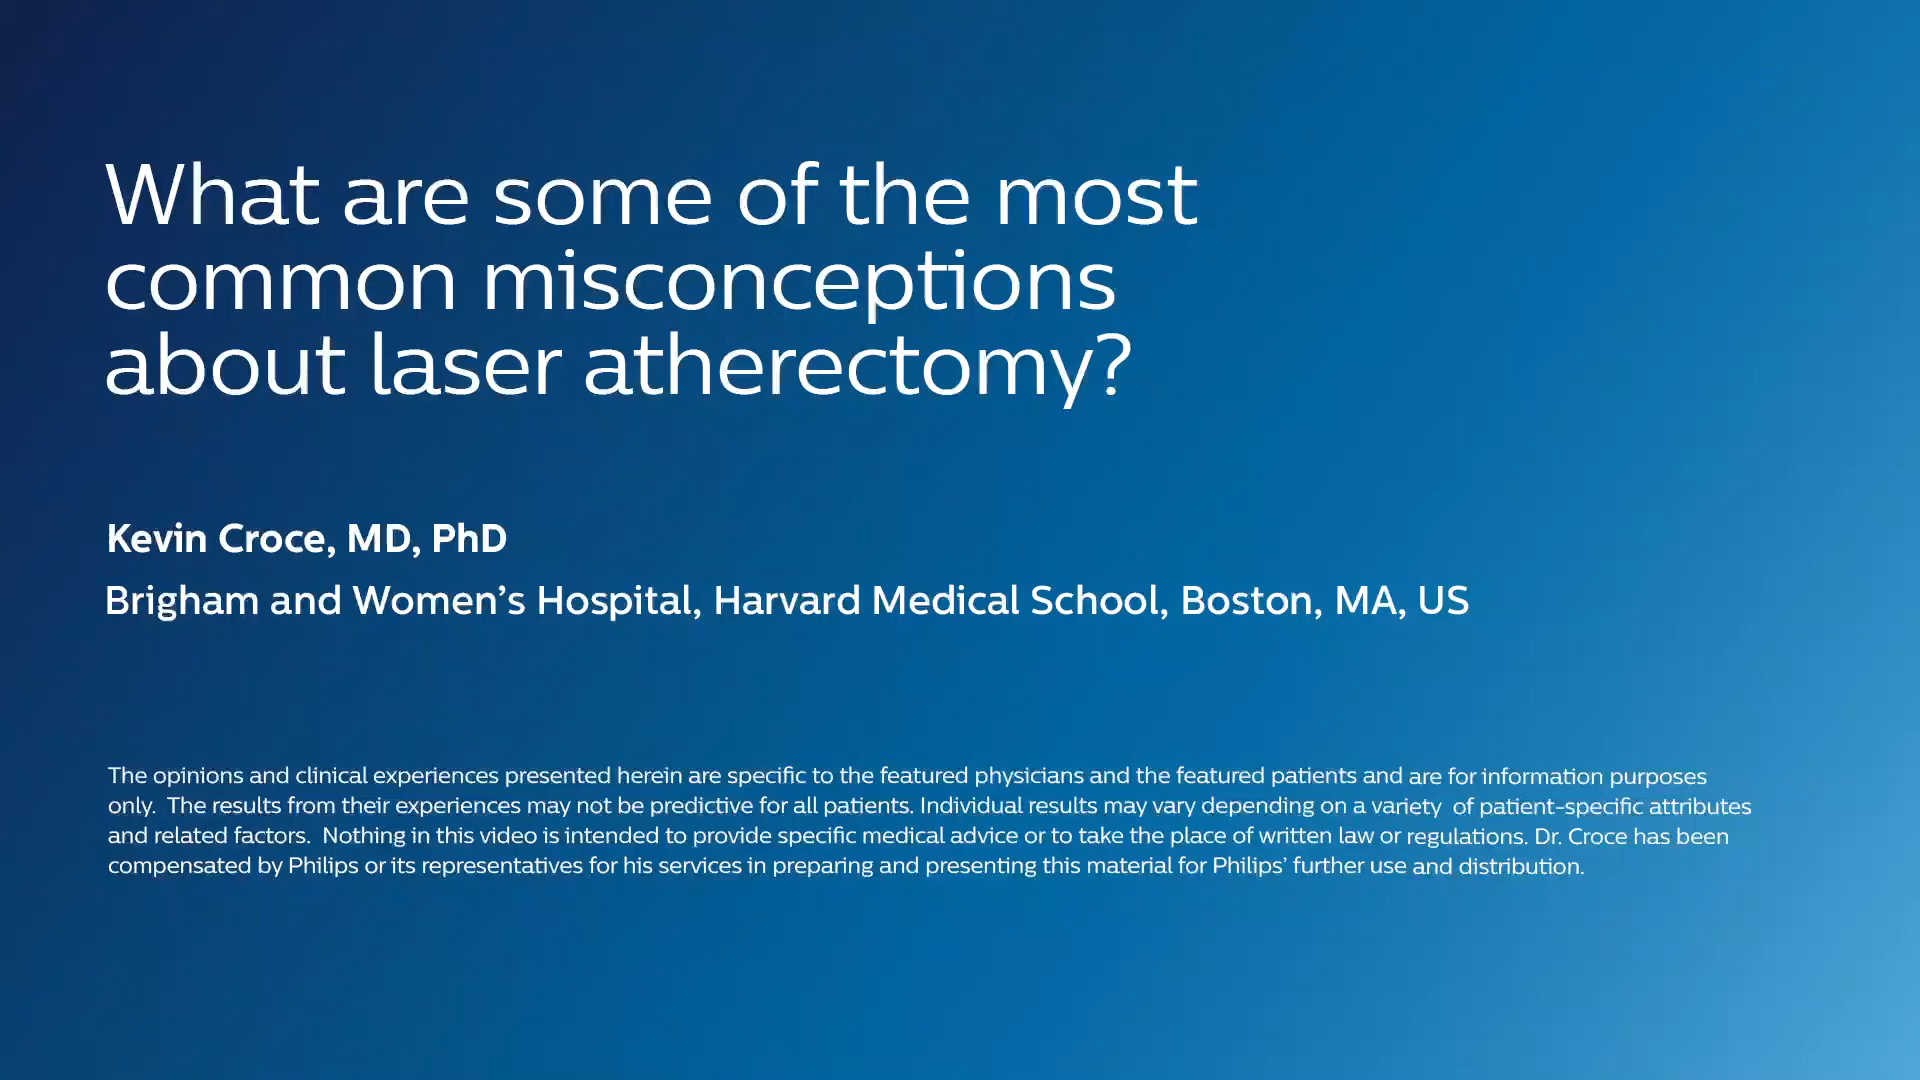 What are some of the most
common misconceptions
about laser atherectomy?
Kevin Croce, MD, PhD
Brigham and Women’s Hospital, Harvard Medical School, Boston, MA, US
The opinions and clinical experiences presented herein are specific to the featured physicians and the featured patients and are for information purposes
only.  The results from their experiences may not be predictive for all patients. Individual results may vary depending on a variety  of patient-specific attributes
and related factors.  Nothing in this video is intended to provide specific medical advice or to take the place of written law or regulations. Dr. Croce has been
compensated by Philips or its representatives for his services in preparing and presenting this material for Philips’ further use and distribution.